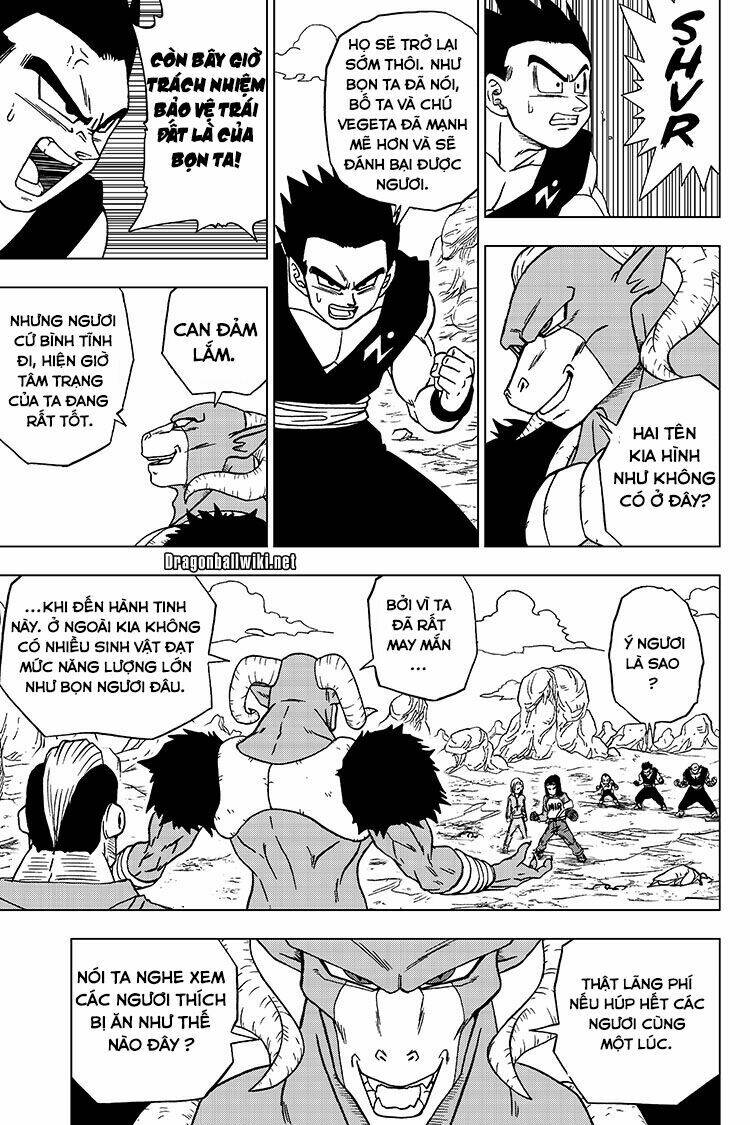 SHVR
HỌ SẼ TRỞ LẠI
SỚM THÔI. NHƯ
BỌN TA ĐÃ NÓI,
BỐ TA VÀ CHÚ
VEGETA ĐÃ MẠNH
MẼ HƠN VÀ SẼ
ĐÁNH BẠI ĐƯỢC
NGƯƠI.
CÒN BÂY GIỜ
TRÁCH NHIỆM
BẢO VỆ TRÁI
ĐẤT LÀ CỦA
BỌN TA!
HAI TÊN
KIA HÌNH
NHƯ KHÔNG
CÓ Ở ĐÂY?
CAN ĐẢM
LẮM.
NHƯNG NGƯƠI
CỨ BÌNH TĨNH
ĐI, HIỆN GIỜ
TÂM TRẠNG
CỦA TA ĐANG
RẤT TỐT.
Dragonballwiki.net
Ý NGƯƠI
LÀ SAO
?
BỞI VÌ TA
ĐÃ RẤT
MAY MẮN
...
...KHI ĐẾN HÀNH TINH
NÀY. Ở NGOÀI KIA KHÔNG
CÓ NHIỀU SINH VẬT ĐẠT
MỨC NĂNG LƯỢNG LỚN
NHƯ BỌN NGƯƠI ĐÂU.
MIR
THẬT LÃNG PHÍ
NẾU HÚP HẾT CÁC
NGƯƠI CÙNG
MỘT LÚC.
NÓI TA NGHE XEM
CÁC NGƯƠI THÍCH
BỊ ĂN NHƯ THẾ
NÀO ĐÂY ?